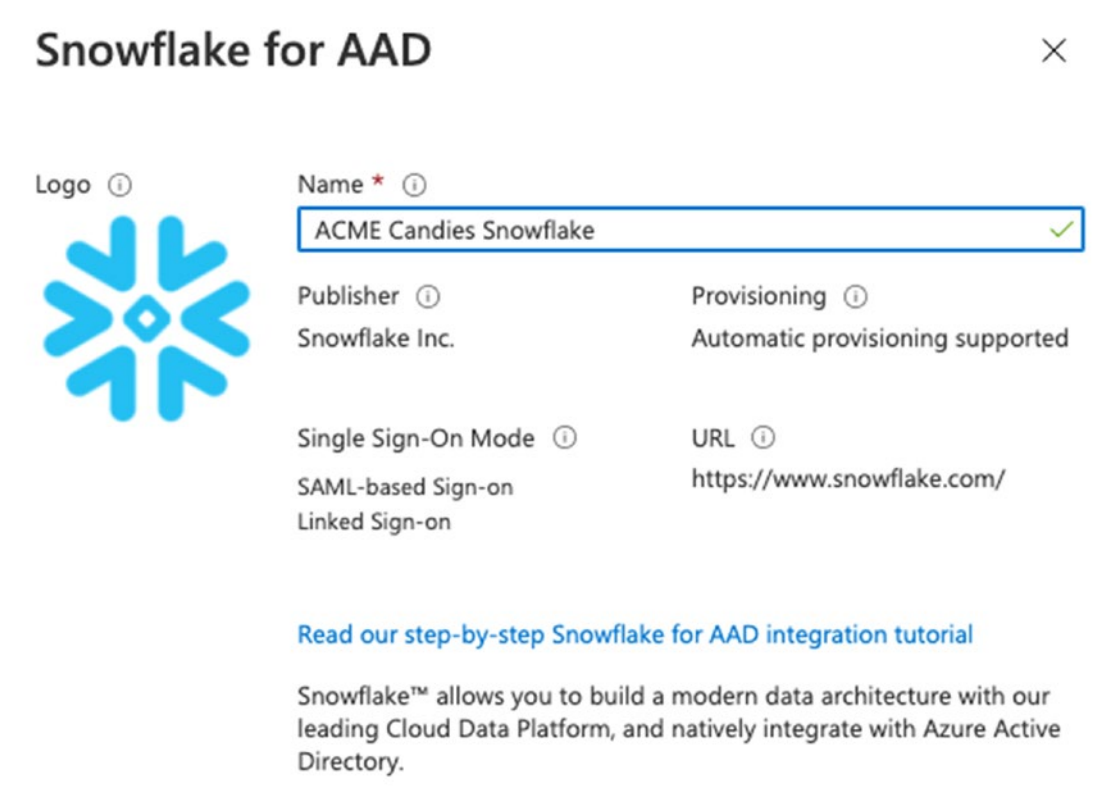 Snowflake for AAD
Logo
Name *
ACME Candies Snowflake
Publisher
Provisioning
Snowflake Inc.
Automatic provisioning supported
Single Sign-On Mode
URL
SAML-based Sign-on
https://www.snowflake.com/
Linked Sign-on
Read our step-by-step Snowflake for AAD integration tutorial
Snowflake™ allows you to build a modern data architecture with our
leading Cloud Data Platform, and natively integrate with Azure Active
Directory.